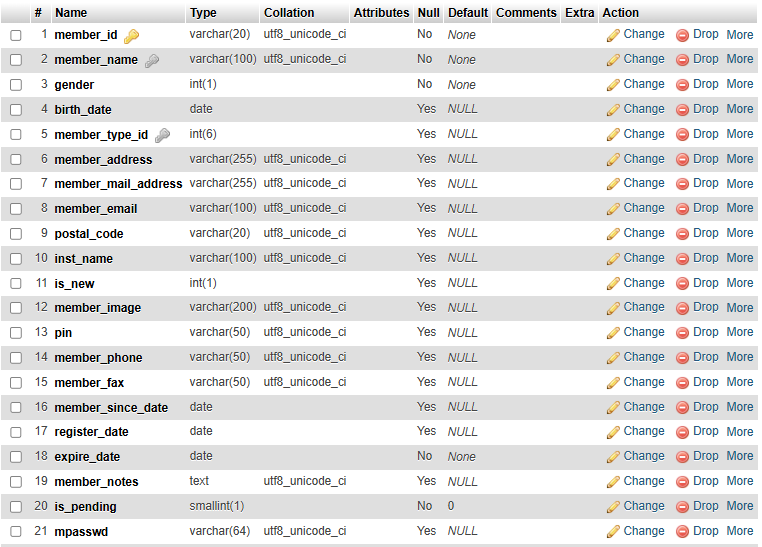 # Name Type Collation Attributes Null Default Comments Extra Action
1 member_id varchar(20) utf8_unicode_ci No None Change Drop More
2 member_name varchar(100) utf8_unicode_ci No None Change Drop More
3 gender int(1) No None Change Drop More
4 birth_date date Yes NULL Change Drop More
5 member_type_id int(6) Yes NULL Change Drop More
6 member_address varchar(255) utf8_unicode_ci Yes NULL Change Drop More
7 member_mail_address varchar(255) utf8_unicode_ci Yes NULL Change Drop More
8 member_email varchar(100) utf8_unicode_ci Yes NULL Change Drop More
9 postal_code varchar(20) utf8_unicode_ci Yes NULL Change Drop More
10 inst_name varchar(100) utf8_unicode_ci Yes NULL Change Drop More
11 is_new int(1) Yes NULL Change Drop More
12 member_image varchar(200) utf8_unicode_ci Yes NULL Change Drop More
13 pin varchar(50) utf8_unicode_ci Yes NULL Change Drop More
14 member_phone varchar(50) utf8_unicode_ci Yes NULL Change Drop More
15 member_fax varchar(50) utf8_unicode_ci Yes NULL Change Drop More
16 member_since_date date Yes NULL Change Drop More
17 register_date date Yes NULL Change Drop More
18 expire_date date No None Change Drop More
19 member_notes text utf8_unicode_ci Yes NULL Change Drop More
20 is_pending smallint(1) No 0 Change Drop More
21 mpasswd varchar(64) utf8_unicode_ci Yes NULL Change Drop More